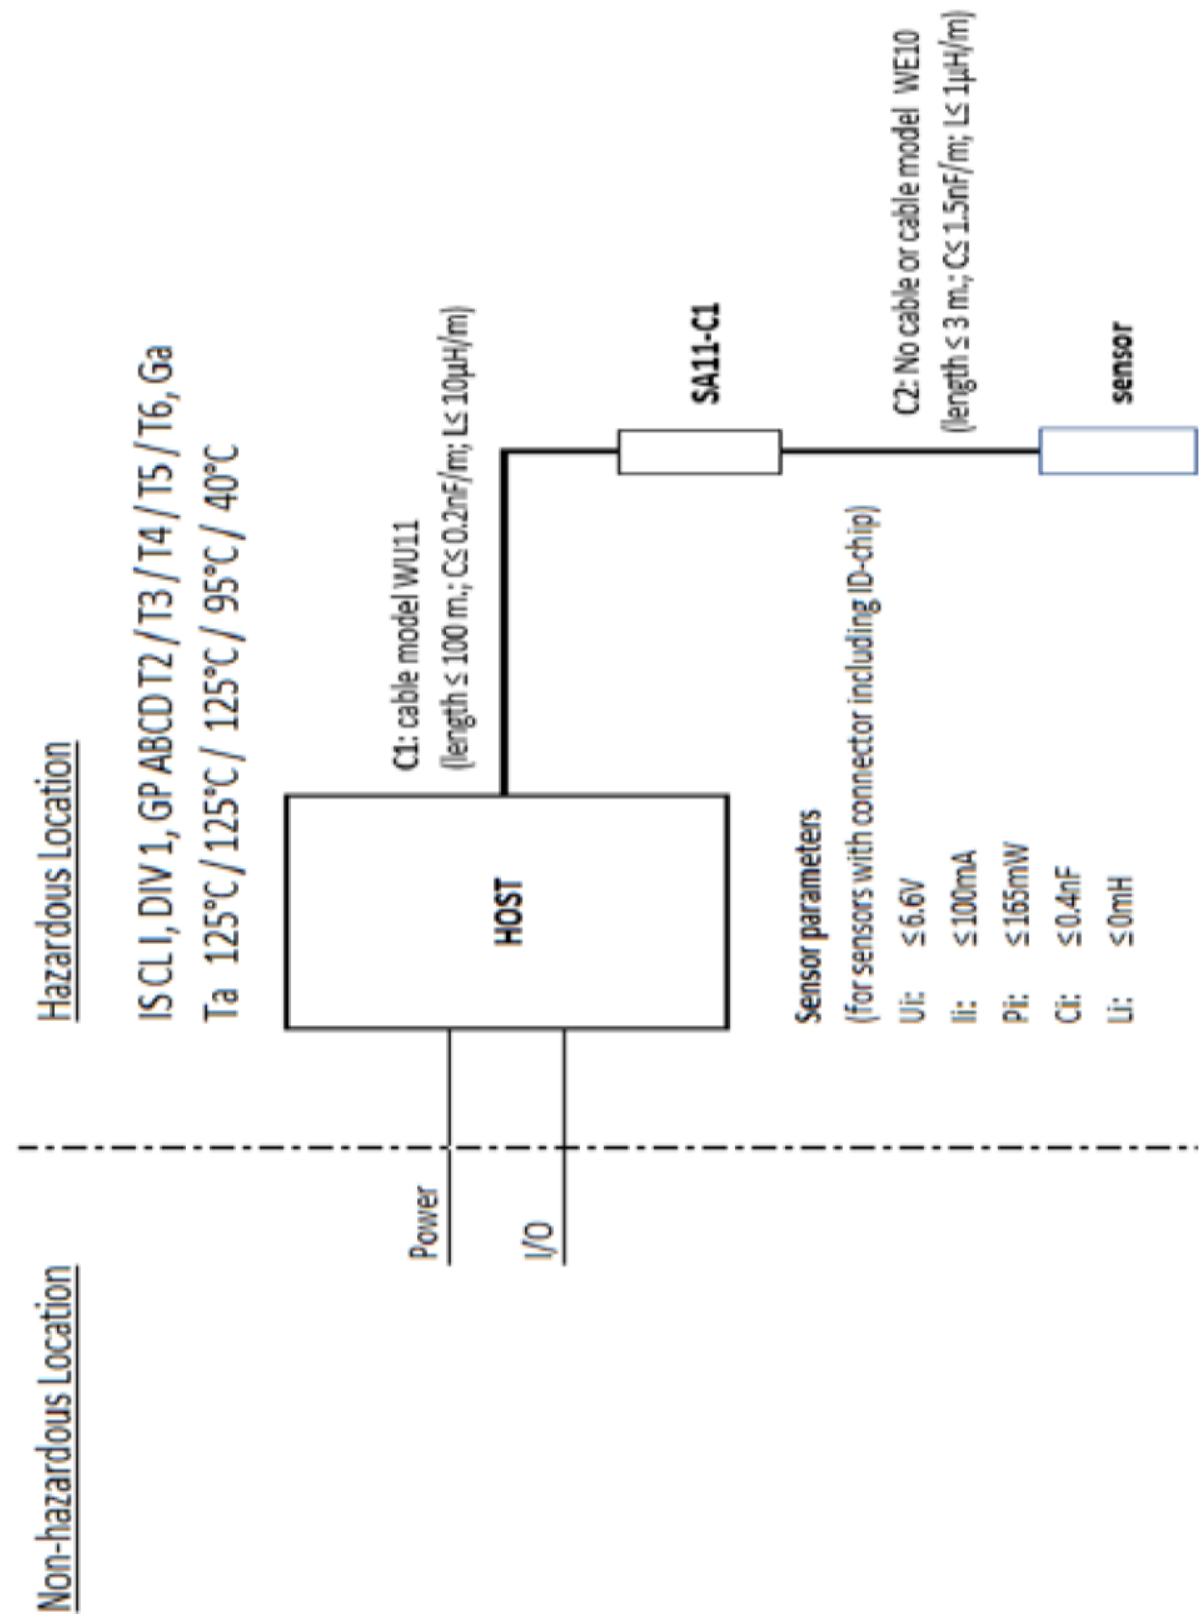 Non-hazardous Location
Hazardous Location
IS CL I, DIV 1, GP ABCD T2 / T3 / T4 / T5 / T6, Ga
Ta 125°C / 125°C / 125°C / 95°C / 40°C
Power
I/O
HOST
C1: cable model WU11
(length ≤ 100 m.; C≤ 0.2nF/m; L≤ 10µH/m)
SA11-C1
C2: No cable or cable model WE10
(length ≤ 3 m.; C≤ 1.5nF/m; L≤ 1µH/m)
sensor
Sensor parameters
(for sensors with connector including ID-chip)
Ui: ≤ 6.6V
Ii: ≤ 100mA
Pi: ≤ 165mW
Ci: ≤ 0.4nF
Li: ≤ 0mH